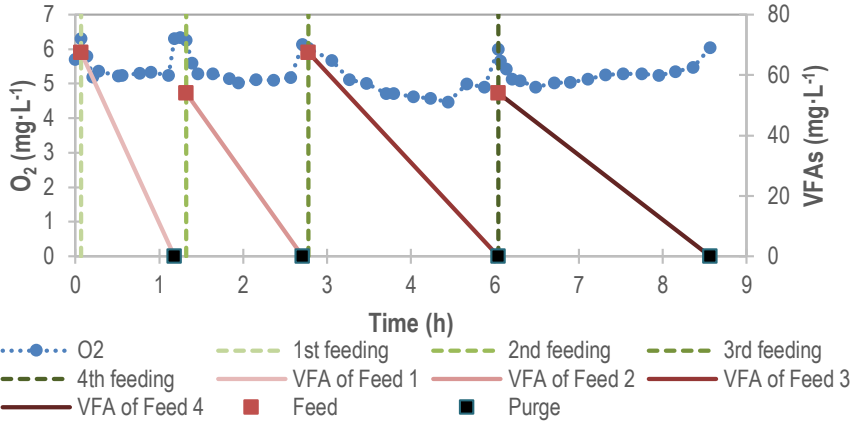 7
6
5
4
3
2
1
0
O₂ (mg·L⁻¹)
80
60
40
20
0
VFAs (mg·L⁻¹)
0 1 2 3 4 5 6 7 8 9
Time (h)
O2 1st feeding 2nd feeding 3rd feeding
4th feeding VFA of Feed 1 VFA of Feed 2 VFA of Feed 3
VFA of Feed 4 Feed Purge